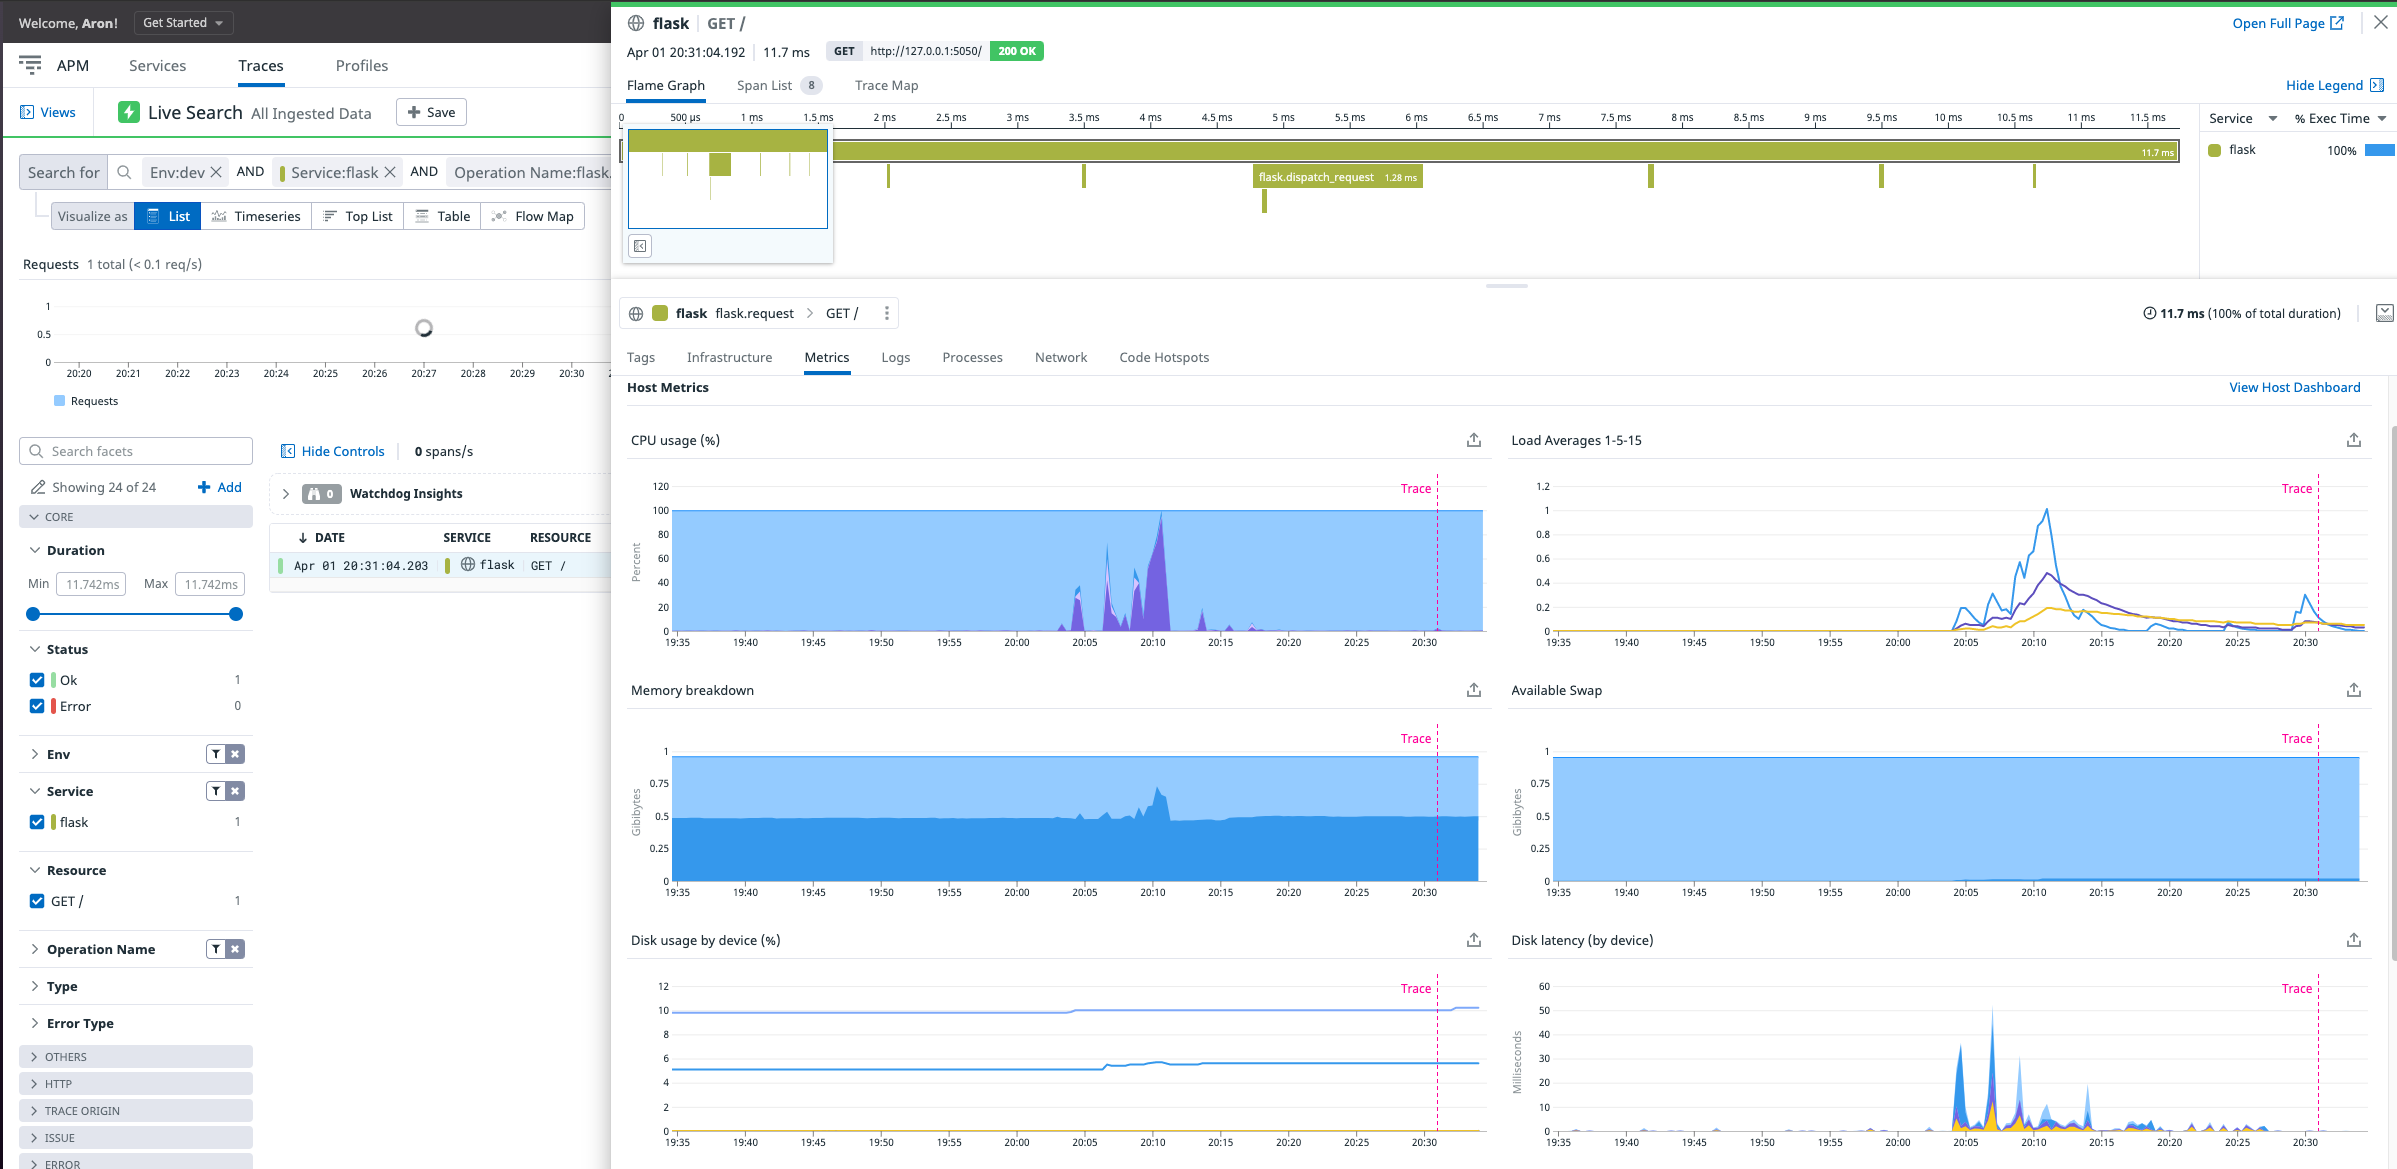 Welcome, Aron!
Get Started
APM
Services
Traces
Profiles
Views
Live Search
All Ingested Data
Save
Search for
Env:dev
AND
Service:flask
AND
Operation Name:flask.
Visualize as
List
Timeseries
Top List
Table
Flow Map
Requests 1 total (< 0.1 req/s)
1
0.5
0
20:20 20:21 20:22 20:23 20:24 20:25 20:26 20:27 20:28 20:29 20:30
Requests
Search facets
Showing 24 of 24
Add
CORE
Duration
Min 11.742ms Max 11.742ms
Status
Ok 1
Error 0
Env
Service
flask 1
Resource
GET / 1
Operation Name
Type
Error Type
OTHERS
HTTP
TRACE ORIGIN
ISSUE
ERROR
Hide Controls
0 spans/s
0 Watchdog Insights
DATE SERVICE RESOURCE
Apr 01 20:31:04.203 flask GET /
flask GET /
Open Full Page
Apr 01 20:31:04.192 11.7 ms GET http://127.0.0.1:5050/ 200 OK
Flame Graph
Span List 8
Trace Map
Hide Legend
0 500 µs 1 ms 1.5 ms 2 ms 2.5 ms 3 ms 3.5 ms 4 ms 4.5 ms 5 ms 5.5 ms 6 ms 6.5 ms 7 ms 7.5 ms 8 ms 8.5 ms 9 ms 9.5 ms 10 ms 10.5 ms 11 ms 11.5 ms
11.7 ms
flask.dispatch_request 1.28 ms
Service % Exec Time
flask 100%
flask flask.request GET /
11.7 ms (100% of total duration)
Tags
Infrastructure
Metrics
Logs
Processes
Network
Code Hotspots
Host Metrics
View Host Dashboard
CPU usage (%)
Percent
120
100
80
60
40
20
0
Trace
19:35 19:40 19:45 19:50 19:55 20:00 20:05 20:10 20:15 20:20 20:25 20:30
Load Averages 1-5-15
1.2
1
0.8
0.6
0.4
0.2
0
Trace
19:35 19:40 19:45 19:50 19:55 20:00 20:05 20:10 20:15 20:20 20:25 20:30
Memory breakdown
Gibibytes
1
0.75
0.5
0.25
0
Trace
19:35 19:40 19:45 19:50 19:55 20:00 20:05 20:10 20:15 20:20 20:25 20:30
Available Swap
Gibibytes
1
0.75
0.5
0.25
0
Trace
19:35 19:40 19:45 19:50 19:55 20:00 20:05 20:10 20:15 20:20 20:25 20:30
Disk usage by device (%)
12
10
8
6
4
2
0
Trace
19:35 19:40 19:45 19:50 19:55 20:00 20:05 20:10 20:15 20:20 20:25 20:30
Disk latency (by device)
Milliseconds
60
50
40
30
20
10
0
Trace
19:35 19:40 19:45 19:50 19:55 20:00 20:05 20:10 20:15 20:20 20:25 20:30